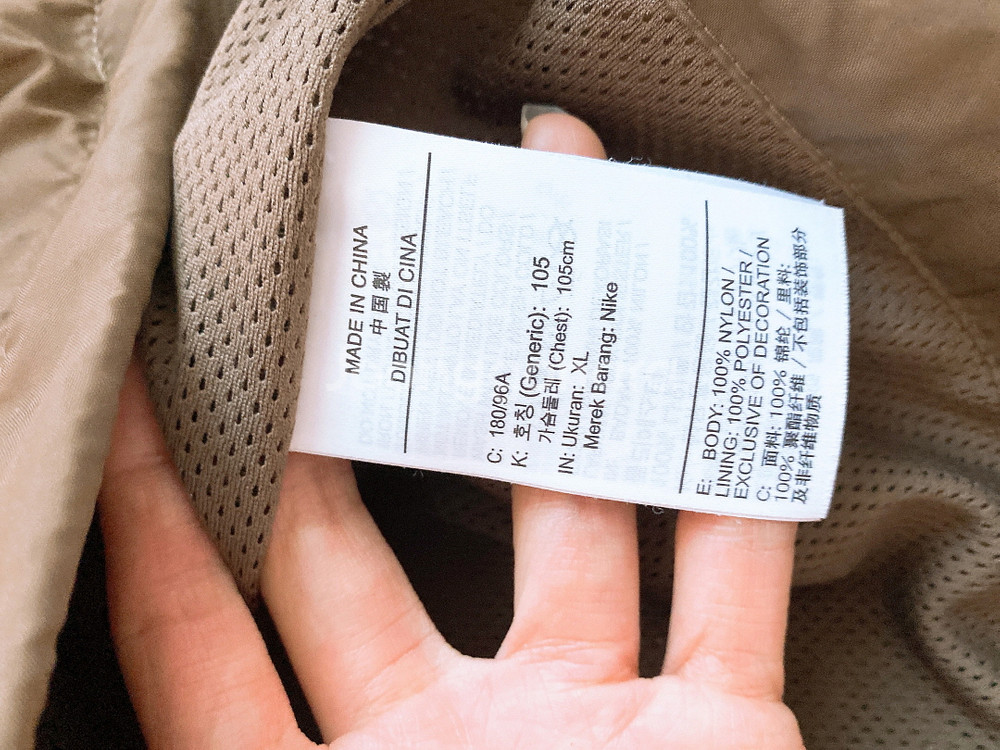 MADE IN CHINA
中国製
DIBUAT DI CINA
C: 180/96A
K: 호칭 (Generic): 105
가슴둘레 (Chest): 105cm
IN: Ukuran: XL
Merek Barang: Nike
E: BODY: 100% NYLON /
LINING: 100% POLYESTER /
EXCLUSIVE OF DECORATION
C: 面料: 100% 锦纶 / 里料:
100% 聚酯纤维 / 不包括装饰部分
及非纤维物质